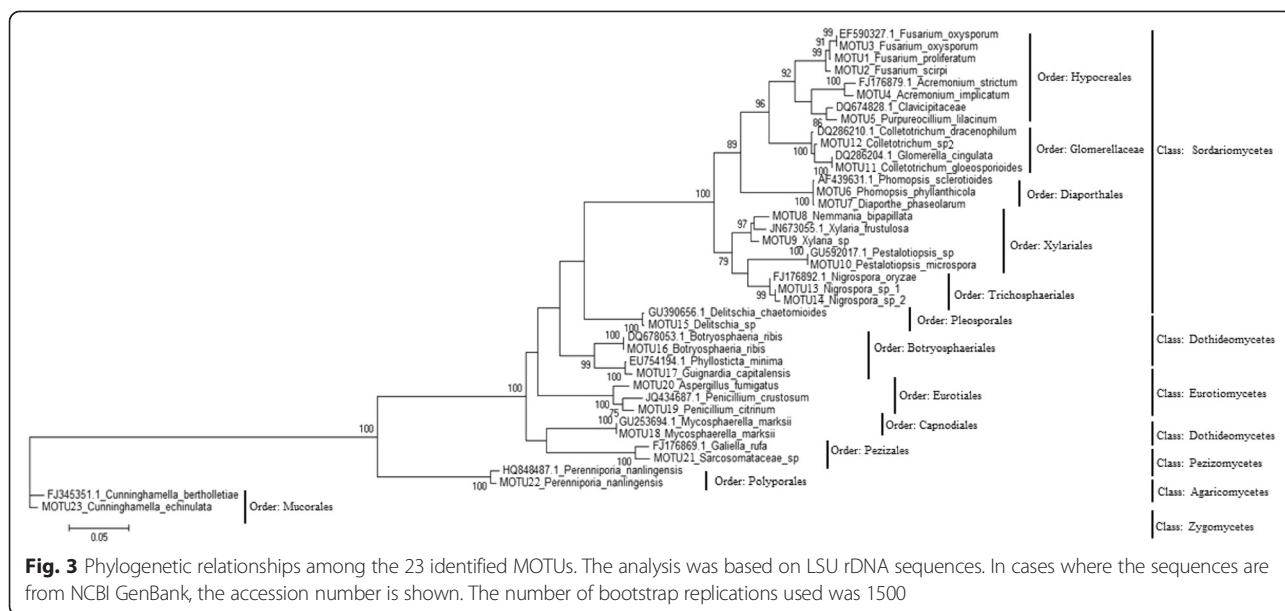 99 EF590327.1_Fusarium_oxysporum
91 MOTU3_Fusarium_oxysporum
99 MOTU1_Fusarium_proliferatum
MOTU2_Fusarium_scirpi
92
Order: Hypocreales
FJ176879.1_Acremonium_strictum
100 MOTU4_Acremonium_implicatum
96
DQ674828.1_Clavicipitaceae
86 MOTU5_Purpureocillium_lilacinum
DQ286210.1_Colletotrichum_dracenophilum
MOTU12_Colletotrichum_sp2
89
100
Order: Glomerellaceae
Class: Sordariomycetes
DQ286204.1_Glomerella_cingulata
100 MOTU11_Colletotrichum_gloeosporioides
AF439631.1_Phomopsis_sclerotioides
100
MOTU6_Phomopsis_phyllanthicola
Order: Diaporthales
100 MOTU7_Diaporthe_phaseolarum
MOTU8_Nemmania_bipapillata
97 JN673055.1_Xylaria_frustulosa
MOTU9_Xylaria_sp
Order: Xylariales
79
100 GU592017.1_Pestalotiopsis_sp
MOTU10_Pestalotiopsis_microspora
FJ176892.1_Nigrospora_oryzae
MOTU13_Nigrospora_sp_1
Order: Trichosphaeriales
99 MOTU14_Nigrospora_sp_2
GU390656.1_Delitschia_chaetomioides
100 MOTU15_Delitschia_sp
Order: Pleosporales
100 DQ678053.1_Botryosphaeria_ribis
MOTU16_Botryosphaeria_ribis
Order: Botryosphaeriales
Class: Dothideomycetes
99 EU754194.1_Phyllosticta_minima
100 MOTU17_Guignardia_capitalensis
100
MOTU20_Aspergillus_fumigatus
100 JQ434687.1_Penicillium_crustosum
Order: Eurotiales
Class: Eurotiomycetes
75 MOTU19_Penicillium_citrinum
100 GU253694.1_Mycosphaerella_marksii
MOTU18_Mycosphaerella_marksii
Order: Capnodiales
Class: Dothideomycetes
100
FJ176869.1_Galiella_rufa
100 MOTU21_Sarcosomataceae_sp
Order: Pezizales
Class: Pezizomycetes
HQ848487.1_Perenniporia_nanlingensis
100 MOTU22_Perenniporia_nanlingensis
Order: Polyporales
Class: Agaricomycetes
FJ345351.1_Cunninghamella_bertholletiae
MOTU23_Cunninghamella_echinulata
Order: Mucorales
Class: Zygomycetes
0.05
Fig. 3 Phylogenetic relationships among the 23 identified MOTUs. The analysis was based on LSU rDNA sequences. In cases where the sequences are
from NCBI GenBank, the accession number is shown. The number of bootstrap replications used was 1500